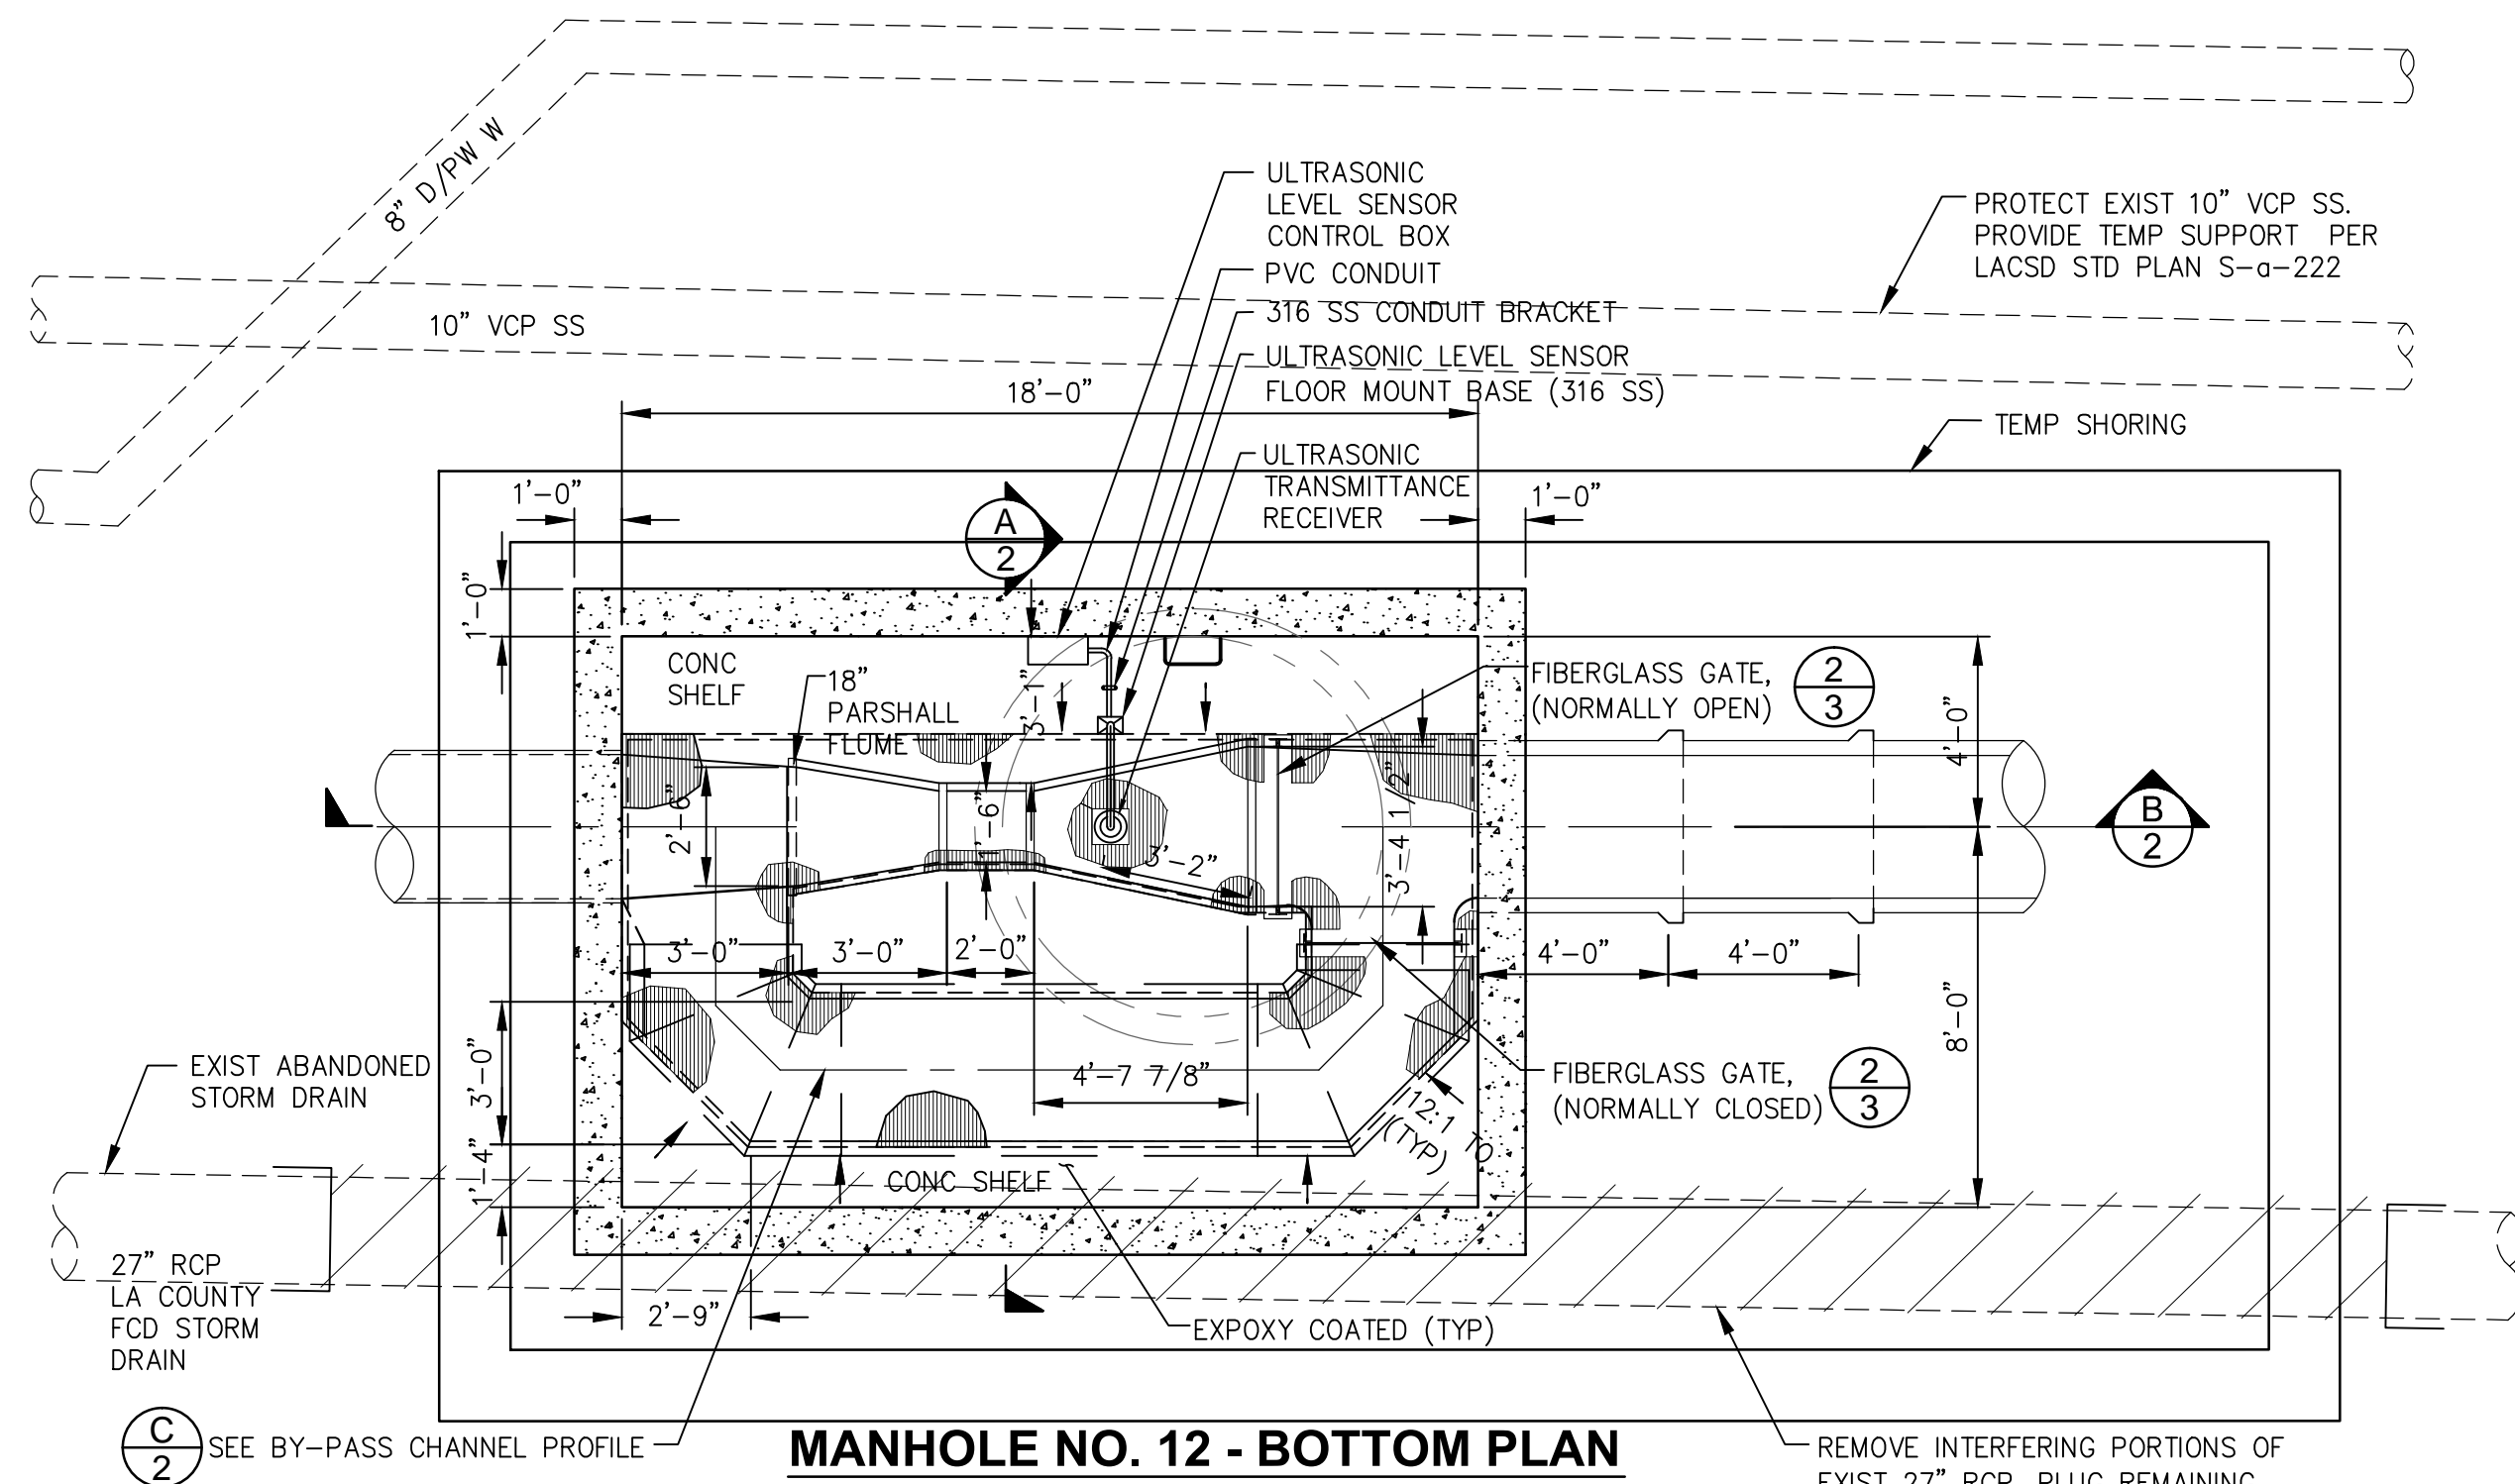 8" D/PW W
10" VCP SS
ULTRASONIC
LEVEL SENSOR
CONTROL BOX
PVC CONDUIT
316 SS CONDUIT BRACKET
ULTRASONIC LEVEL SENSOR
FLOOR MOUNT BASE (316 SS)
ULTRASONIC
TRANSMITTANCE
RECEIVER
PROTECT EXIST 10" VCP SS.
PROVIDE TEMP SUPPORT PER
LACSD STD PLAN S-a-222
TEMP SHORING
18'-0"
1'-0"
1'-0"
A
2
1'-0"
CONC
SHELF
18"
PARSHALL
FLUME
3'-1"
FIBERGLASS GATE,
(NORMALLY OPEN)
2
3
4'-0"
2'-6"
1'-6"
3'-2"
3'-4 1/2"
B
2
3'-0"
3'-0"
2'-0"
4'-0"
4'-0"
8'-0"
3'-0"
4'-7 7/8"
FIBERGLASS GATE,
(NORMALLY CLOSED)
2
3
12:1 TO
(TYP)
1'-4"
CONC SHELF
EXIST ABANDONED
STORM DRAIN
27" RCP
LA COUNTY
FCD STORM
DRAIN
2'-9"
EXPOXY COATED (TYP)
C
2
SEE BY-PASS CHANNEL PROFILE
MANHOLE NO. 12 - BOTTOM PLAN
REMOVE INTERFERING PORTIONS OF
EXIST 27" RCP. PLUG REMAINING